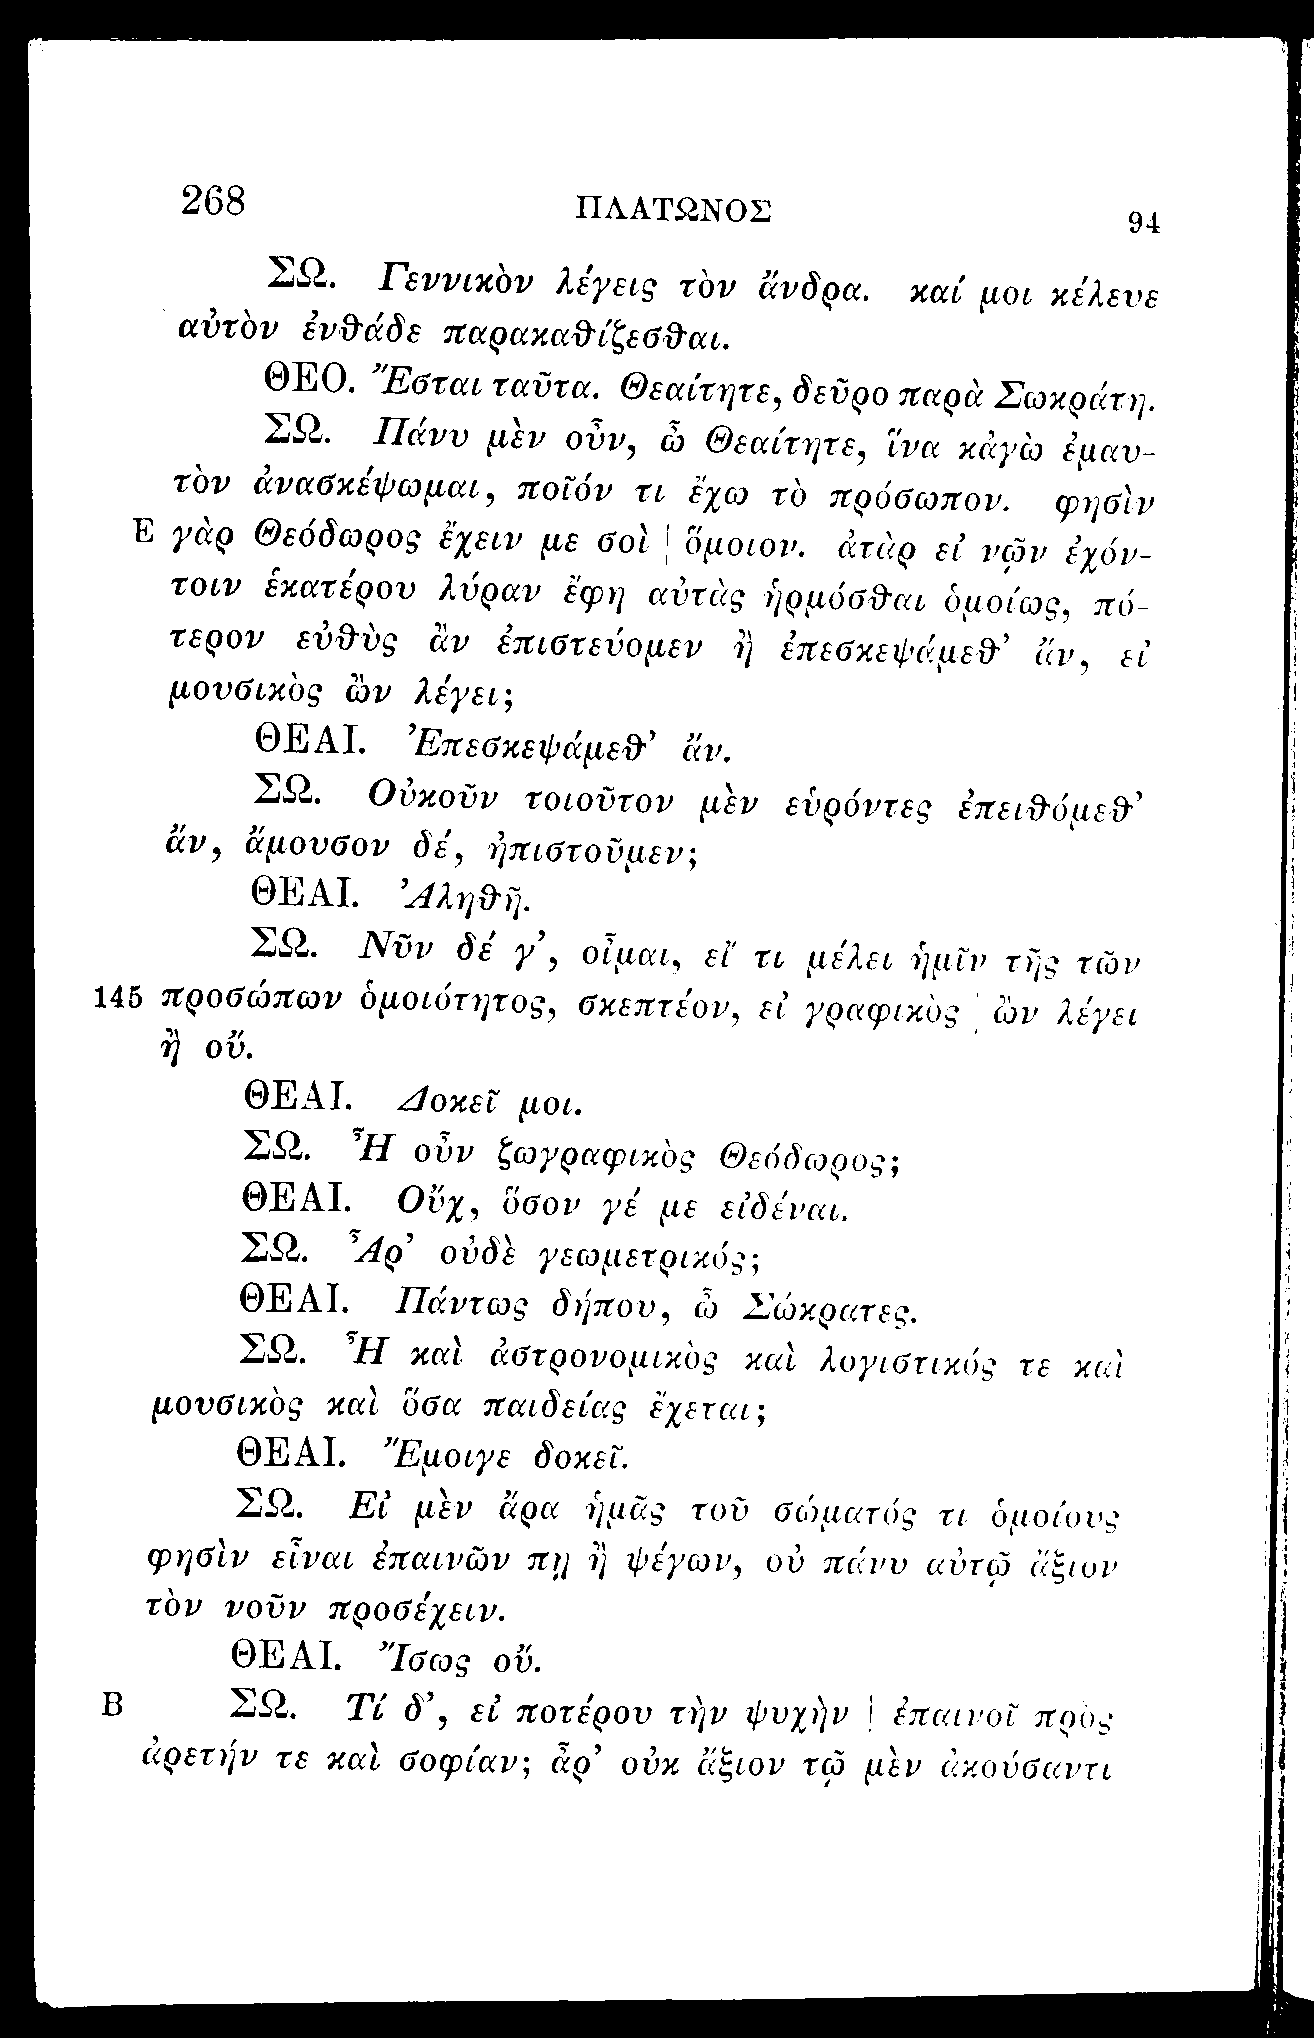 268 ΠΛΑΤΩΝΟΣ 94
ΣΩ. Γεννικὸν λέγεις τὸν ἄνδρα. καί μοι κέλευε
αὐτὸν ἐνθάδε παρακαθίζεσθαι.
ΘΕΟ. Ἔσται ταῦτα. Θεαίτητε, δεῦρο παρὰ Σωκράτη.
ΣΩ. Πάνυ μὲν οὖν, ὦ Θεαίτητε, ἵνα κἀγὼ ἐμαυ-
τὸν ἀνασκέψωμαι, ποῖόν τι ἔχω τὸ πρόσωπον. φησὶν
E γὰρ Θεόδωρος ἔχειν με σοὶ | ὅμοιον. ἀτὰρ εἰ νῷν ἐχόν-
τοιν ἑκατέρου λύραν ἔφη αὐτὰς ἡρμόσθαι ὁμοίως, πό-
τερον εὐθὺς ἂν ἐπιστεύομεν ἢ ἐπεσκεψάμεθ’ ἄν, εἰ
μουσικὸς ὢν λέγει;
ΘΕΑΙ. Ἐπεσκεψάμεθ’ ἄν.
ΣΩ. Οὐκοῦν τοιοῦτον μὲν εὑρόντες ἐπειθόμεθ’
ἄν, ἄμουσον δέ, ἠπιστοῦμεν;
ΘΕΑΙ. Ἀληθῆ.
ΣΩ. Νῦν δέ γ’, οἶμαι, εἴ τι μέλει ἡμῖν τῆς τῶν
145 προσώπων ὁμοιότητος, σκεπτέον, εἰ γραφικὸς | ὢν λέγει
ἢ οὔ.
ΘΕΑΙ. Δοκεῖ μοι.
ΣΩ. Ἦ οὖν ζωγραφικὸς Θεόδωρος;
ΘΕΑΙ. Οὔχ, ὅσον γέ με εἰδέναι.
ΣΩ. Ἆρ’ οὐδὲ γεωμετρικός;
ΘΕΑΙ. Πάντως δήπου, ὦ Σώκρατες.
ΣΩ. Ἦ καὶ ἀστρονομικὸς καὶ λογιστικός τε καὶ
μουσικὸς καὶ ὅσα παιδείας ἔχεται;
ΘΕΑΙ. Ἔμοιγε δοκεῖ.
ΣΩ. Εἰ μὲν ἄρα ἡμᾶς τοῦ σώματός τι ὁμοίους
φησὶν εἶναι ἐπαινῶν πῃ ἢ ψέγων, οὐ πάνυ αὐτῷ ἄξιον
τὸν νοῦν προσέχειν.
ΘΕΑΙ. Ἴσως οὔ.
B ΣΩ. Τί δ’, εἰ ποτέρου τὴν ψυχὴν | ἐπαινοῖ πρὸς
ἀρετήν τε καὶ σοφίαν; ἆρ’ οὐκ ἄξιον τῷ μὲν ἀκούσαντι